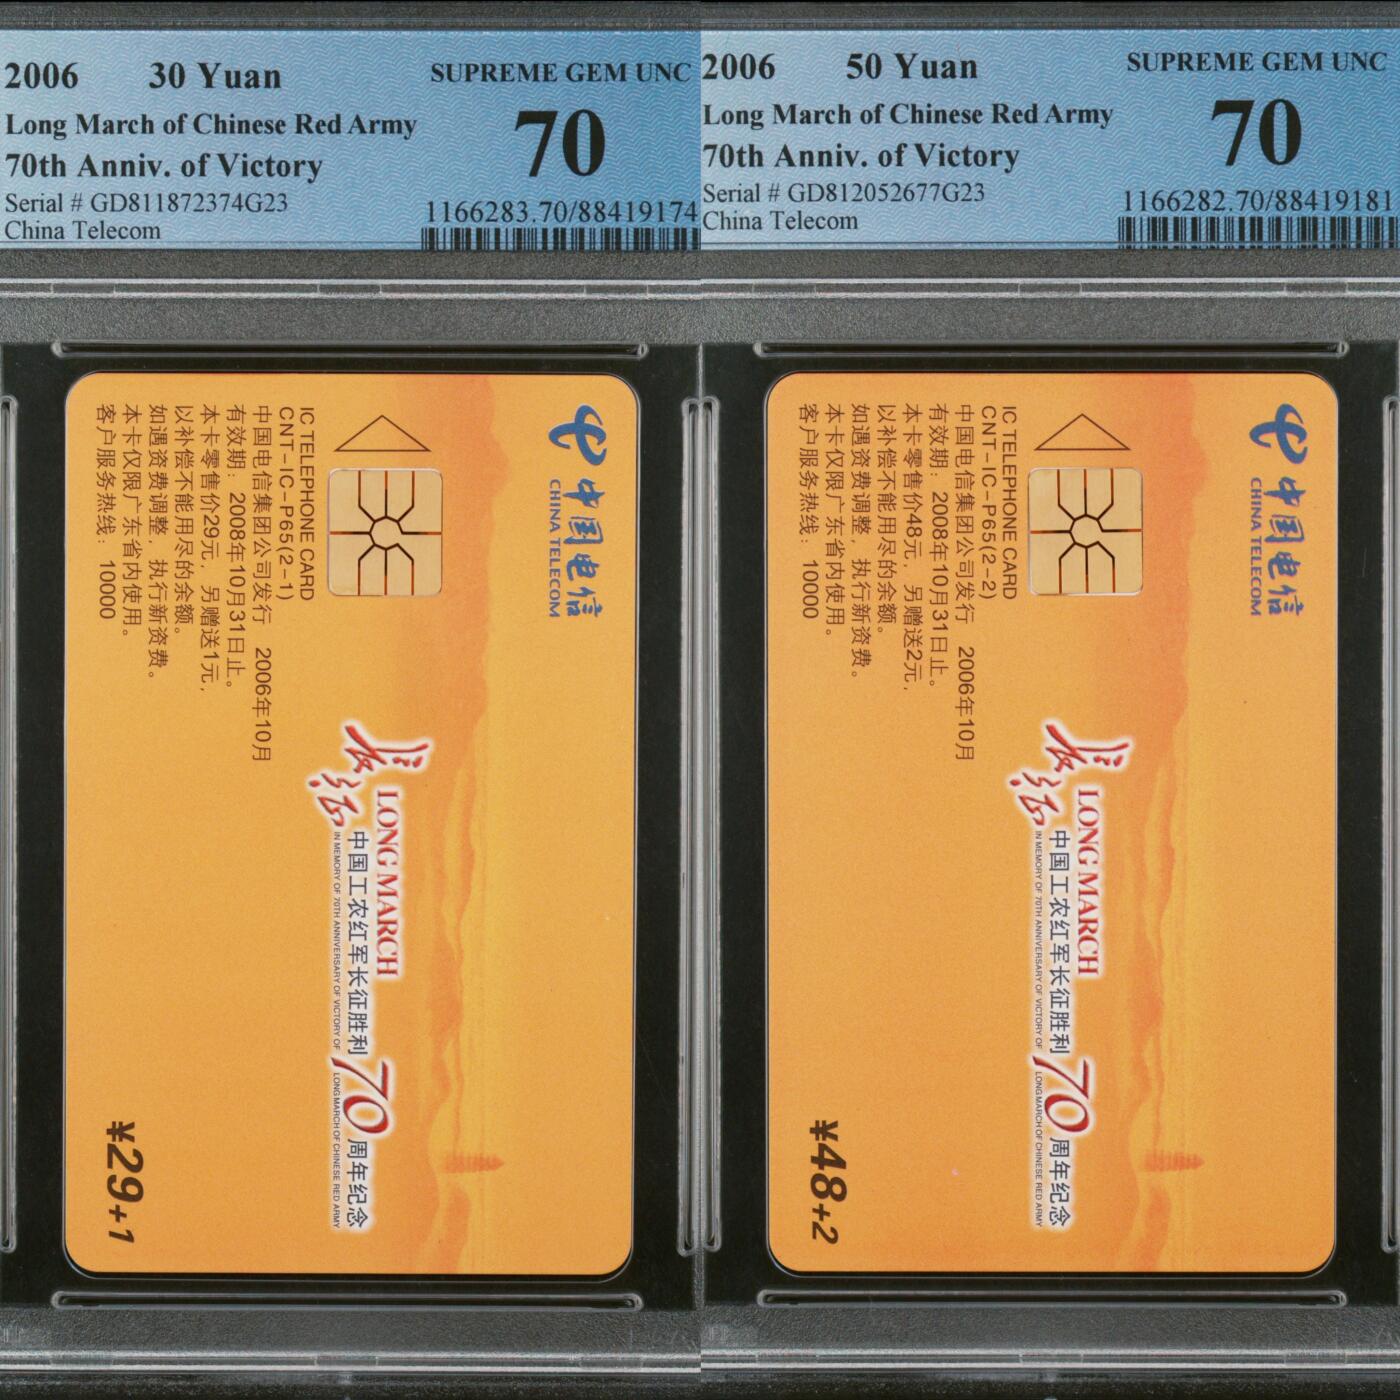 2006 30 Yuan SUPREME GEM UNC
Long March of Chinese Red Army
70
70th Anniv. of Victory
Serial # GD811872374G23
1166283.70/88419174
China Telecom
中国电信
CHINA TELECOM
IC TELEPHONE CARD
CNT-IC-P65(2-1)
中国电信集团公司发行 2006年10月
有效期：2008年10月31日止。
本卡零售价29元，另赠送1元，
以补偿不能用尽的余额。
如遇资费调整，执行新资费。
本卡仅限广东省内使用。
客户服务热线：10000
长征
LONG MARCH
中国工农红军长征胜利70周年纪念
IN MEMORY OF 70TH ANNIVERSARY OF VICTORY OF LONG MARCH OF CHINESE RED ARMY
¥29+1
2006 50 Yuan SUPREME GEM UNC
Long March of Chinese Red Army
70
70th Anniv. of Victory
Serial # GD812052677G23
1166282.70/88419181
China Telecom
中国电信
CHINA TELECOM
IC TELEPHONE CARD
CNT-IC-P65(2-2)
中国电信集团公司发行 2006年10月
有效期：2008年10月31日止。
本卡零售价48元，另赠送2元，
以补偿不能用尽的余额。
如遇资费调整，执行新资费。
本卡仅限广东省内使用。
客户服务热线：10000
长征
LONG MARCH
中国工农红军长征胜利70周年纪念
IN MEMORY OF 70TH ANNIVERSARY OF VICTORY OF LONG MARCH OF CHINESE RED ARMY
¥48+2